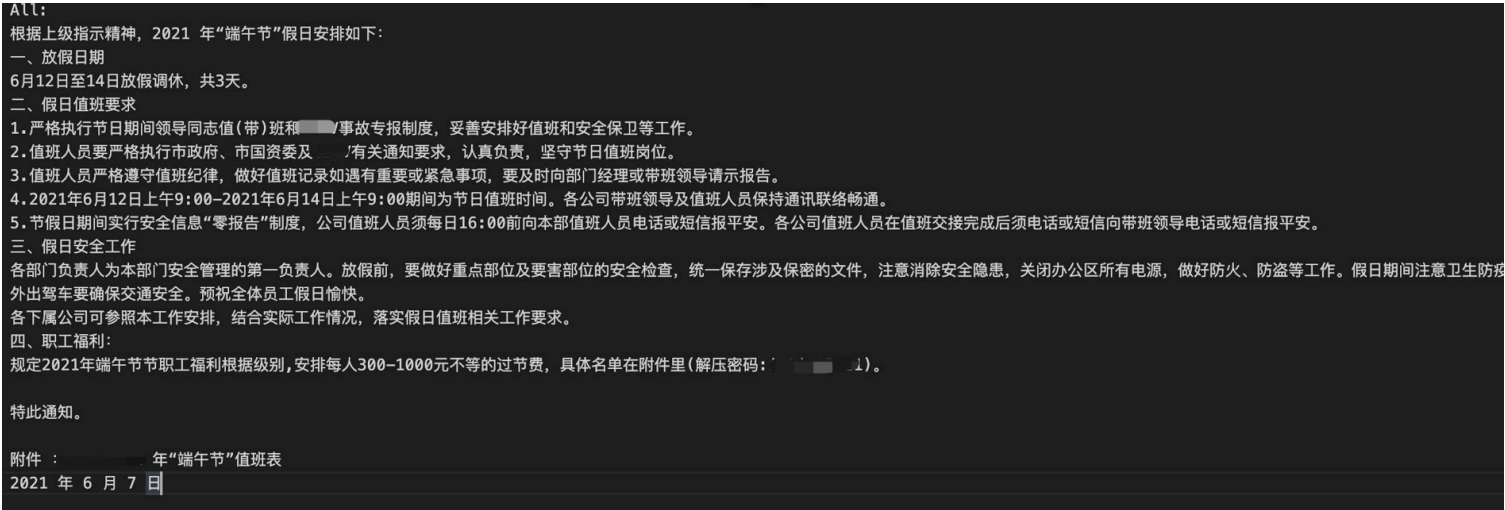 All:
根据上级指示精神，2021 年“端午节”假日安排如下：
一、放假日期
6月12日至14日放假调休，共3天。
二、假日值班要求
1.严格执行节日期间领导同志值(带)班和事故专报制度，妥善安排好值班和安全保卫等工作。
2.值班人员要严格执行市政府、市国资委及有关通知要求，认真负责，坚守节日值班岗位。
3.值班人员严格遵守值班纪律，做好值班记录如遇有重要或紧急事项，要及时向部门经理或带班领导请示报告。
4.2021年6月12日上午9:00-2021年6月14日上午9:00期间为节日值班时间。各公司带班领导及值班人员保持通讯联络畅通。
5.节假日期间实行安全信息“零报告”制度，公司值班人员须每日16:00前向本部值班人员电话或短信报平安。各公司值班人员在值班交接完成后须电话或短信向带班领导电话或短信报平安。
三、假日安全工作
各部门负责人为本部门安全管理的第一负责人。放假前，要做好重点部位及要害部位的安全检查，统一保存涉及保密的文件，注意消除安全隐患，关闭办公区所有电源，做好防火、防盗等工作。假日期间注意卫生防疫
外出驾车要确保交通安全。预祝全体员工假日愉快。
各下属公司可参照本工作安排，结合实际工作情况，落实假日值班相关工作要求。
四、职工福利：
规定2021年端午节节职工福利根据级别,安排每人300-1000元不等的过节费，具体名单在附件里(解压密码: 1)。
特此通知。
附件 ： 年“端午节”值班表
2021 年 6 月 7 日